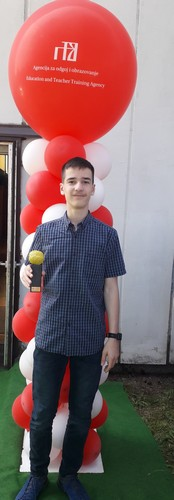 Agencija za odgoj i obrazovanje
Education and Teacher Training Agency